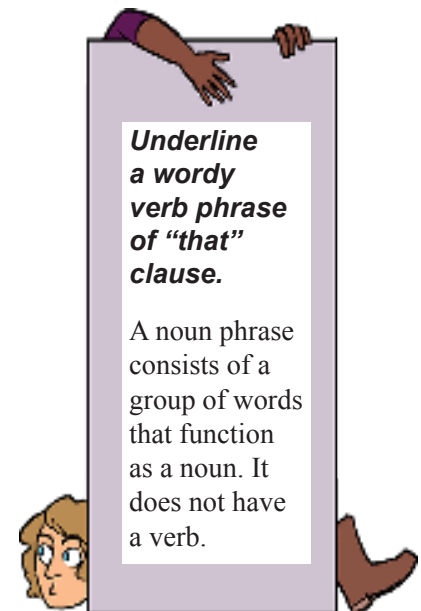 Underline
a wordy
verb phrase
of “that”
clause.
A noun phrase
consists of a
group of words
that function
as a noun. It
does not have
a verb.